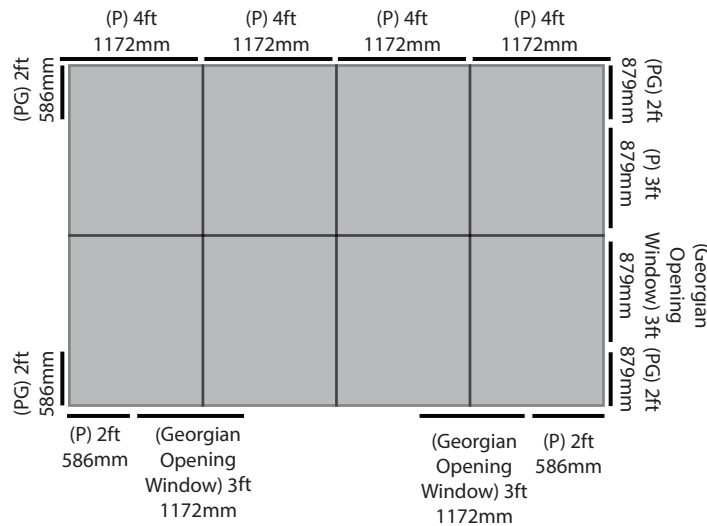 (P) 4ft
1172mm
(P) 4ft
1172mm
(P) 4ft
1172mm
(P) 4ft
1172mm
(PG) 2ft
586mm
(PG) 2ft
879mm
(P) 3ft
879mm
(Georgian
Opening
Window) 3ft
879mm
(PG) 2ft
586mm
(PG) 2ft
879mm
(P) 2ft
586mm
(Georgian
Opening
Window) 3ft
1172mm
(Georgian
Opening
Window) 3ft
1172mm
(P) 2ft
586mm